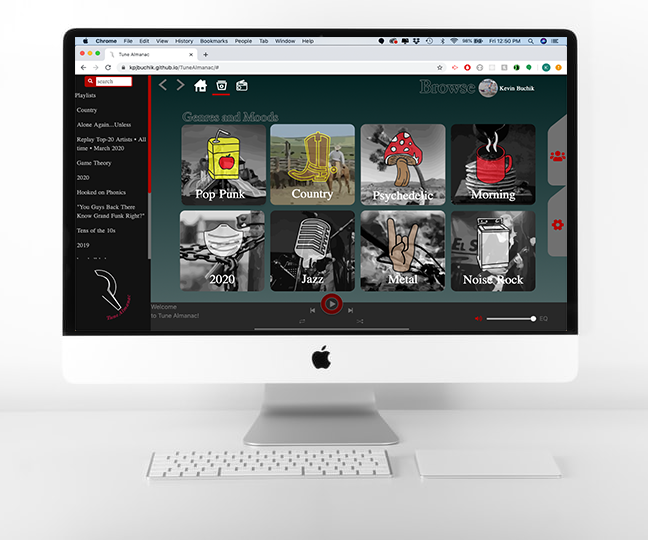 Chrome File Edit View History Bookmarks People Tab Window Help
96% Fri 12:50 PM
Tune Almanac
kpjbuchik.github.io/TuneAlmanac/#
search
Browse
Kevin Buchik
Playlists
Country
Alone Again...Unless
Replay Top-20 Artists • All
time • March 2020
Game Theory
2020
Hooked on Phonics
"You Guys Back There
Know Grand Funk Right?"
Tens of the 10s
2019
Tune Almanac
Genres and Moods
Pop Punk
Country
Psychedelic
Morning
2020
Jazz
Metal
Noise Rock
Welcome
to Tune Almanac!
EQ